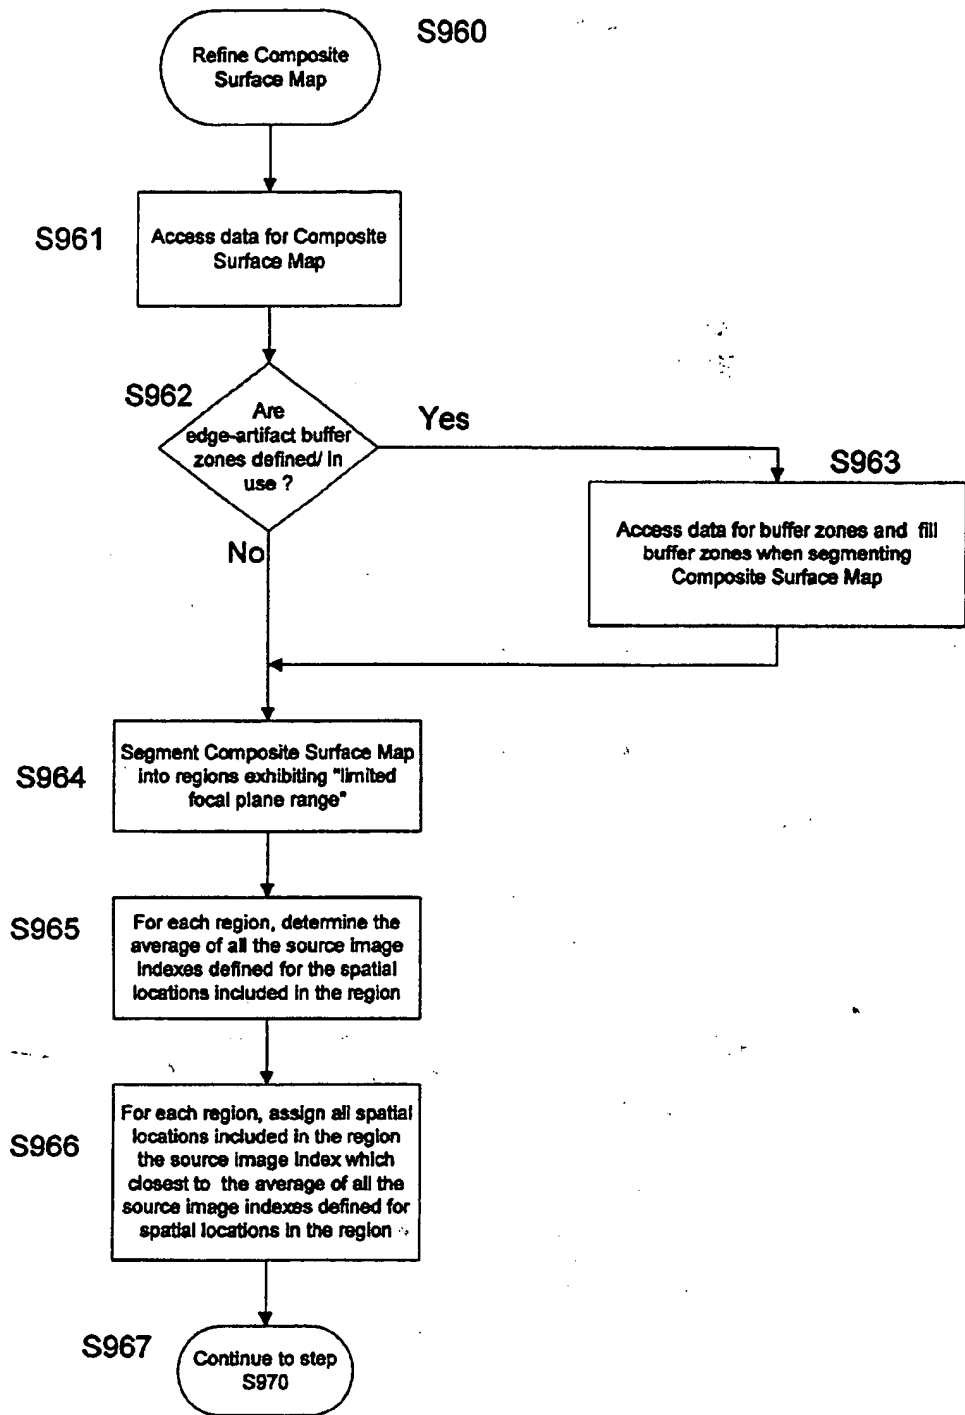 S960
Refine Composite
Surface Map
S961
Access data for Composite
Surface Map
S962
Are
edge-artifact buffer
zones defined/ in
use ?
Yes
No
S963
Access data for buffer zones and fill
buffer zones when segmenting
Composite Surface Map
S964
Segment Composite Surface Map
into regions exhibiting "limited
focal plane range"
S965
For each region, determine the
average of all the source image
indexes defined for the spatial
locations included in the region
S966
For each region, assign all spatial
locations included in the region
the source image index which
closest to the average of all the
source image indexes defined for
spatial locations in the region
S967
Continue to step
S970